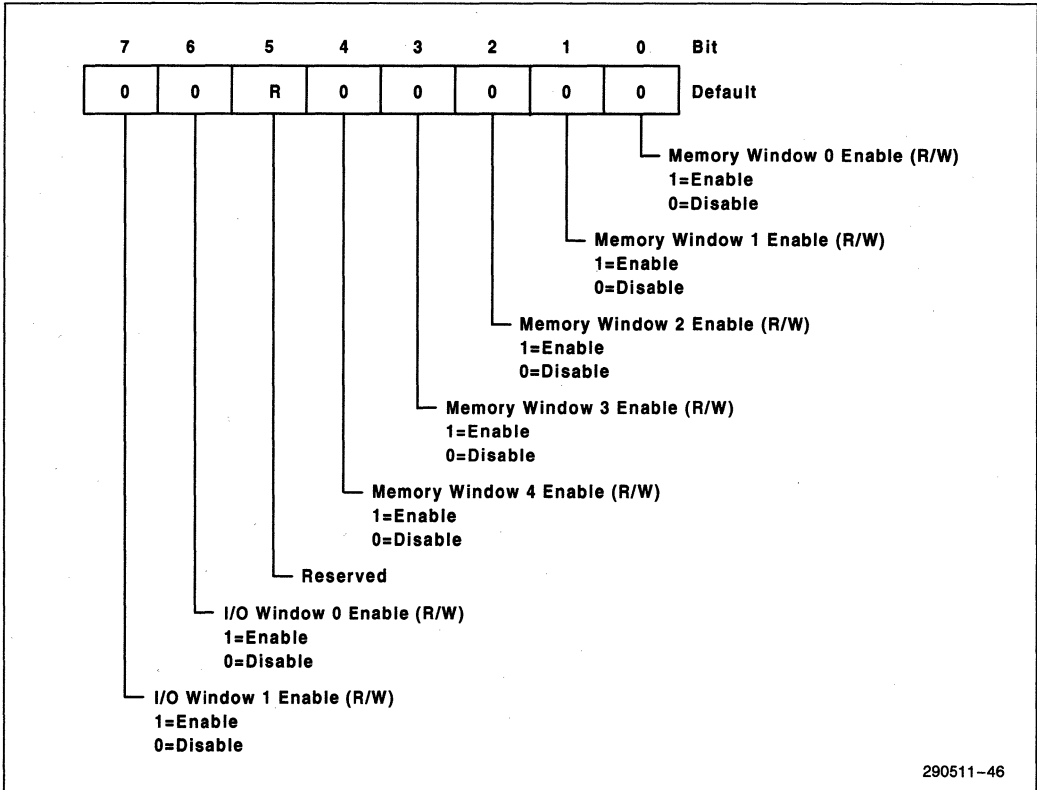 7 6 5 4 3 2 1 0 Bit
0 0 R 0 0 0 0 0 Default
Memory Window 0 Enable (R/W)
1=Enable
0=Disable
Memory Window 1 Enable (R/W)
1=Enable
0=Disable
Memory Window 2 Enable (R/W)
1=Enable
0=Disable
Memory Window 3 Enable (R/W)
1=Enable
0=Disable
Memory Window 4 Enable (R/W)
1=Enable
0=Disable
Reserved
I/O Window 0 Enable (R/W)
1=Enable
0=Disable
I/O Window 1 Enable (R/W)
1=Enable
0=Disable
290511-46